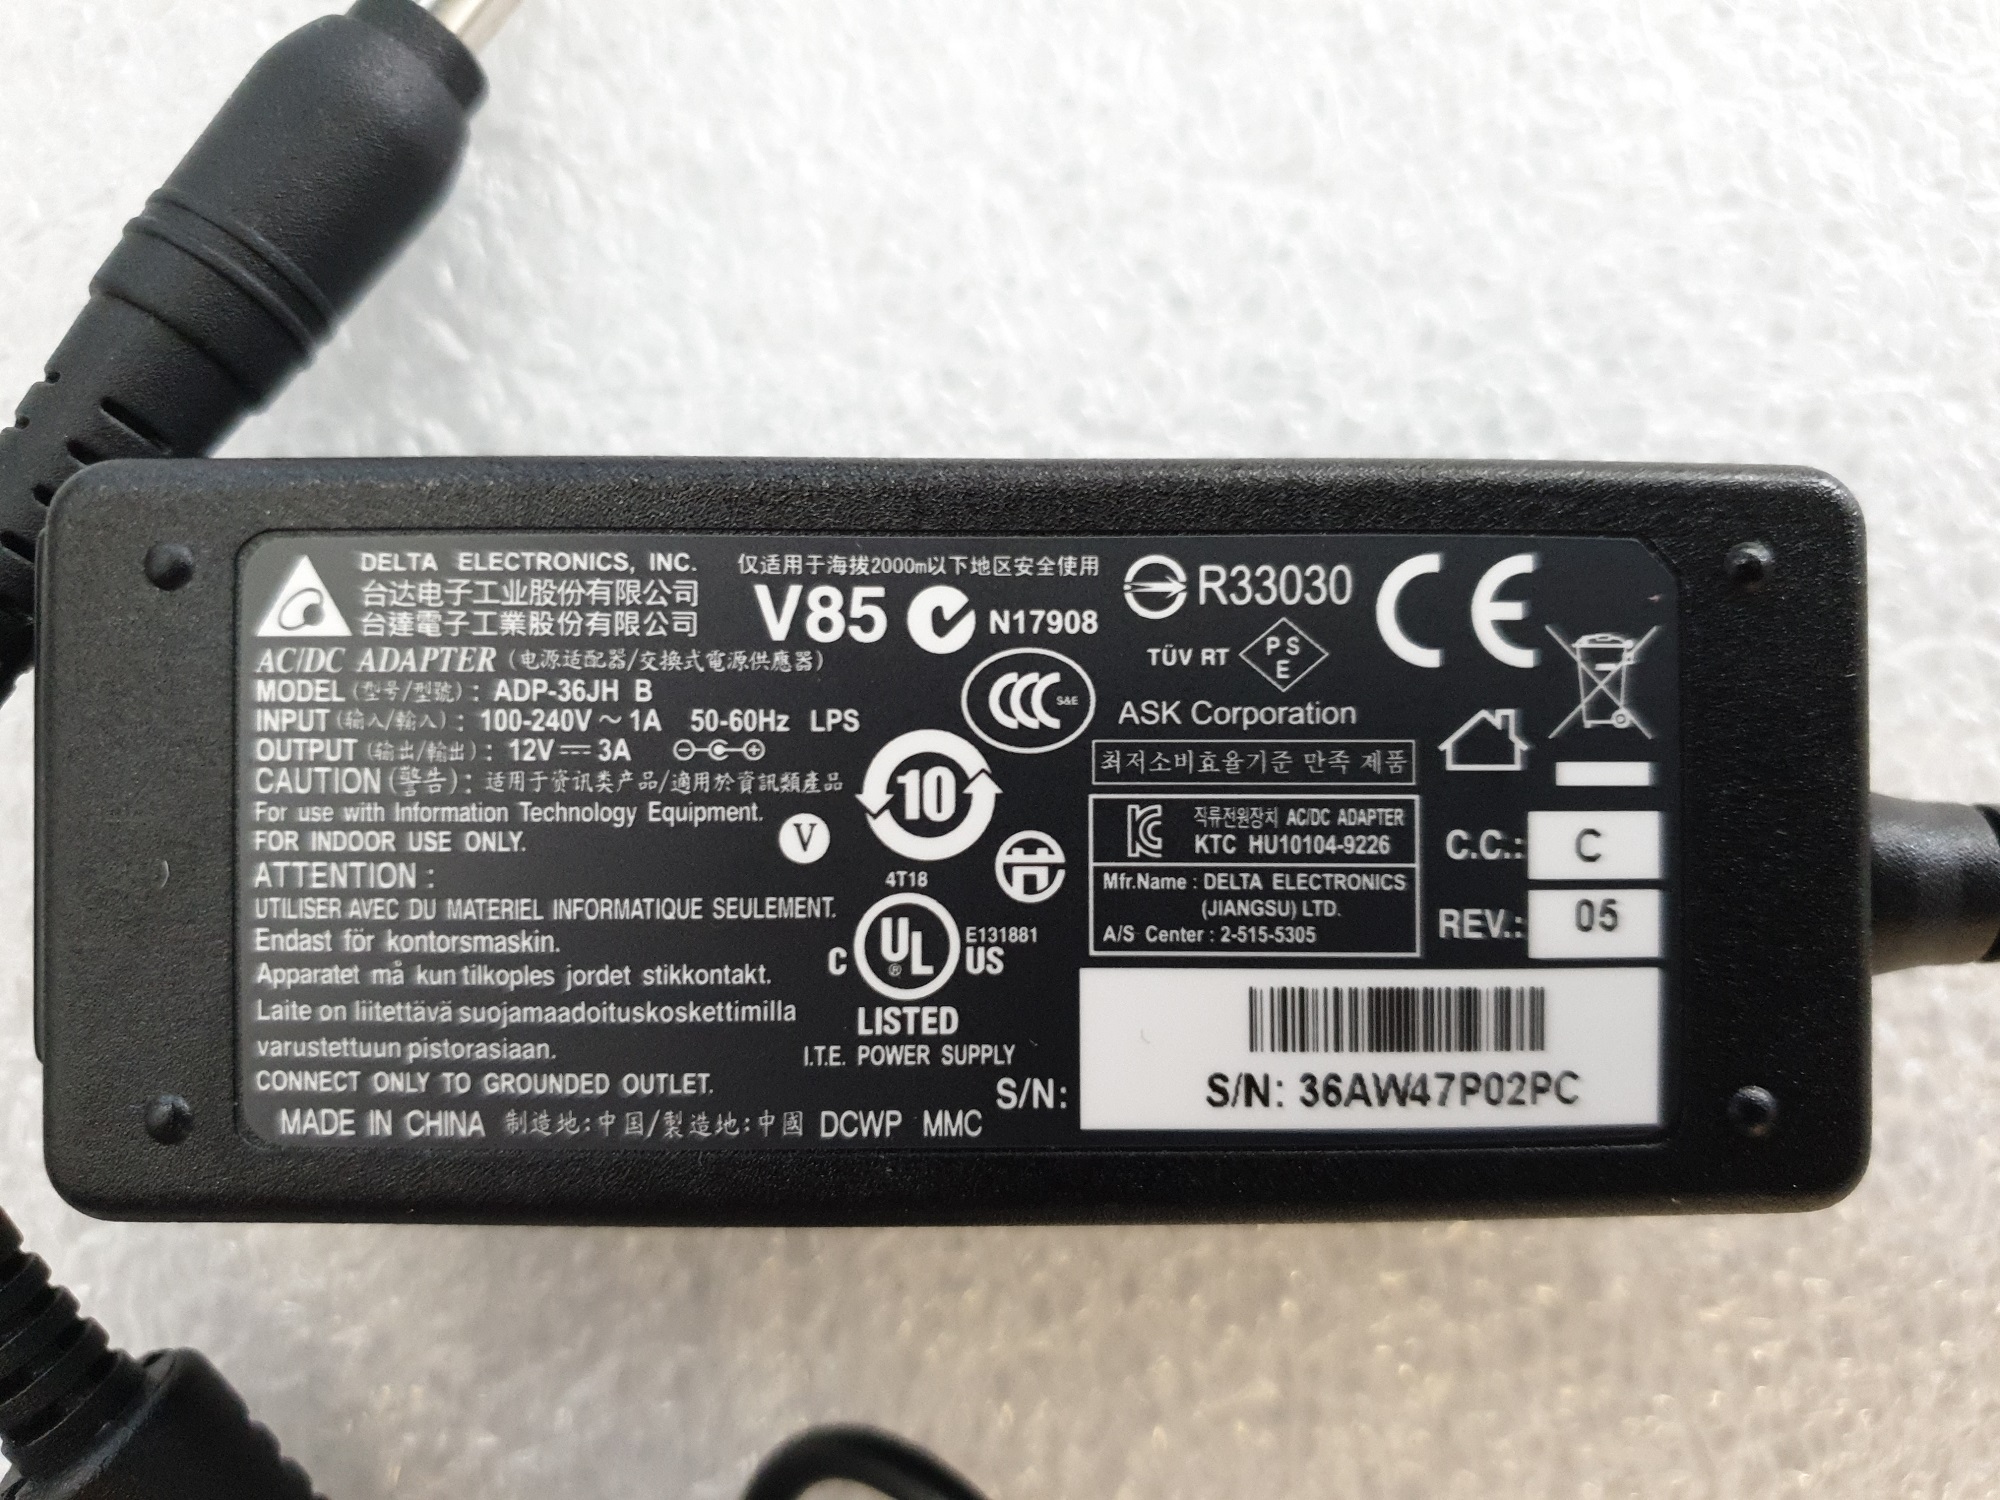 DELTA ELECTRONICS, INC.
台达电子工业股份有限公司
台達電子工業股份有限公司
AC/DC ADAPTER (电源适配器/交換式電源供應器)
MODEL (型号/型號) : ADP-36JH B
INPUT (输入/輸入) : 100-240V ~ 1A 50-60Hz LPS
OUTPUT (输出/輸出) : 12V ⎓ 3A
CAUTION (警告) : 适用于资讯类产品/適用於資訊類產品
For use with Information Technology Equipment.
FOR INDOOR USE ONLY.
ATTENTION :
UTILISER AVEC DU MATERIEL INFORMATIQUE SEULEMENT.
Endast för kontorsmaskin.
Apparatet må kun tilkoples jordet stikkontakt.
Laite on liitettävä suojamaadoituskoskettimilla
varustettuun pistorasiaan.
CONNECT ONLY TO GROUNDED OUTLET.
MADE IN CHINA 制造地:中国/製造地:中國 DCWP MMC
仅适用于海拔2000m以下地区安全使用
V85 N17908
CCC S&E
10
V
4T18
C UL ® US E131881
LISTED
I.T.E. POWER SUPPLY
R33030
TÜV RT PSE
ASK Corporation
최저소비효율기준 만족 제품
KC 직류전원장치 AC/DC ADAPTER
KTC HU10104-9226
Mfr.Name : DELTA ELECTRONICS
(JIANGSU) LTD.
A/S Center : 2-515-5305
CE
C.C.: C
REV.: 05
S/N:
S/N: 36AW47P02PC